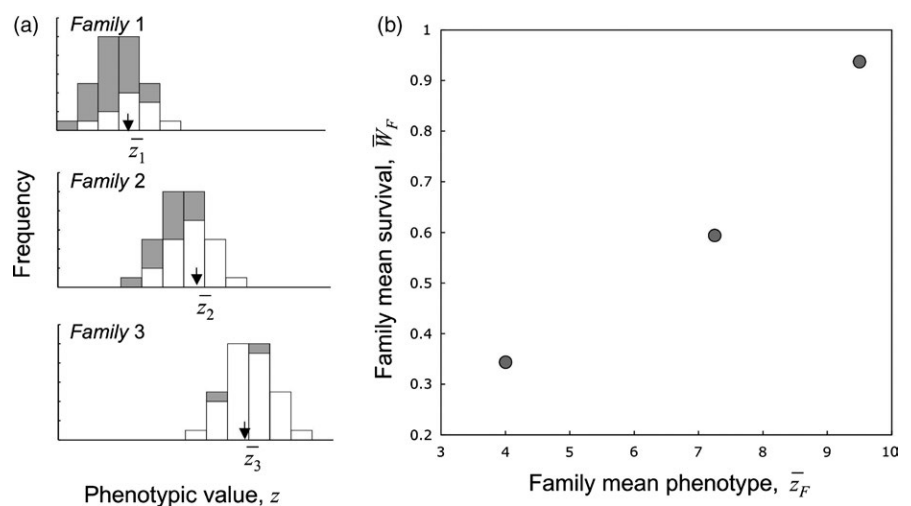 (a)
Family 1
z̄₁
Family 2
z̄₂
Family 3
z̄₃
Frequency
Phenotypic value, z
(b)
1
0.9
0.8
0.7
0.6
0.5
0.4
0.3
0.2
3 4 5 6 7 8 9 10
Family mean survival, W̄_F
Family mean phenotype, z̄_F